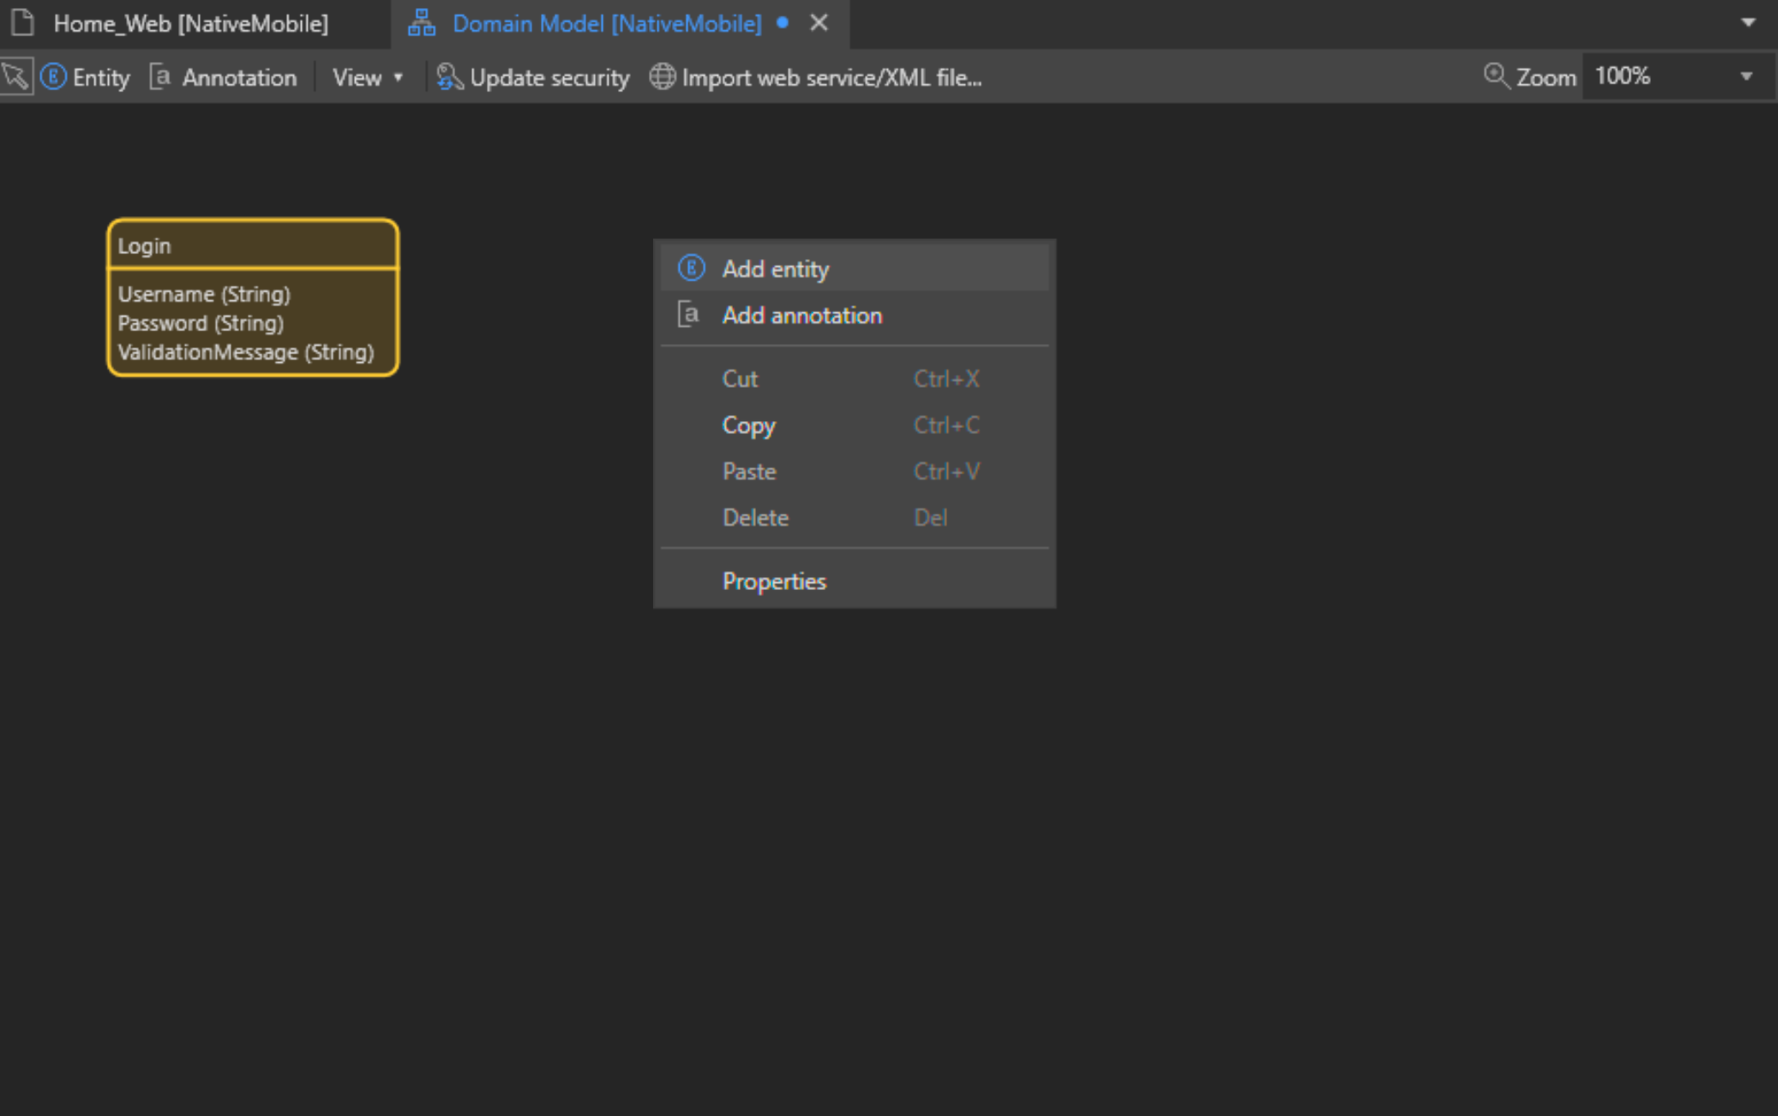 Home_Web [NativeMobile]
Domain Model [NativeMobile]
Entity
Annotation
View
Update security
Import web service/XML file...
Zoom
100%
Login
Username (String)
Password (String)
ValidationMessage (String)
Add entity
Add annotation
Cut Ctrl+X
Copy Ctrl+C
Paste Ctrl+V
Delete Del
Properties